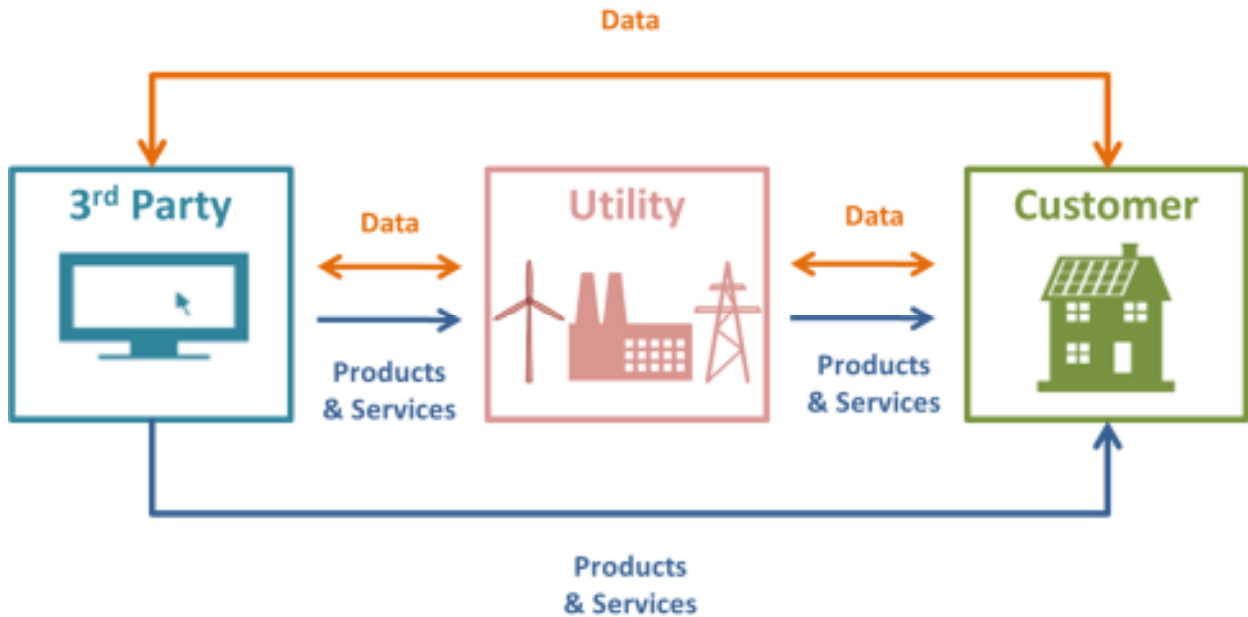 Data
3rd Party
Utility
Customer
Data
Data
Products
& Services
Products
& Services
Products
& Services